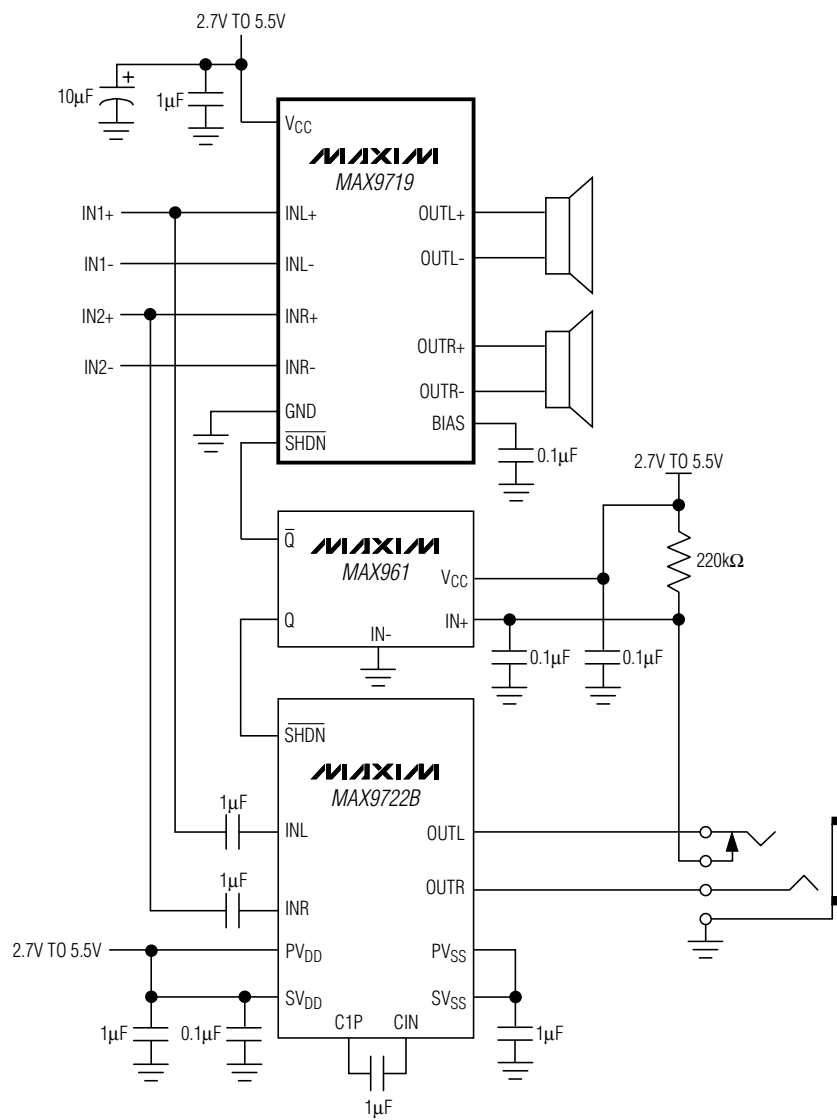 2.7V TO 5.5V
10µF
+
1µF
VCC
MAXIM
MAX9719
IN1+
INL+
OUTL+
IN1-
INL-
OUTL-
IN2+
INR+
OUTR+
IN2-
INR-
OUTR-
GND
BIAS
SHDN
0.1µF
2.7V TO 5.5V
Q
MAXIM
MAX961
VCC
220kΩ
Q
IN+
IN-
0.1µF
0.1µF
SHDN
MAXIM
MAX9722B
1µF
INL
OUTL
1µF
INR
OUTR
2.7V TO 5.5V
PVDD
PVSS
SVDD
SVSS
1µF
0.1µF
C1P
CIN
1µF
1µF